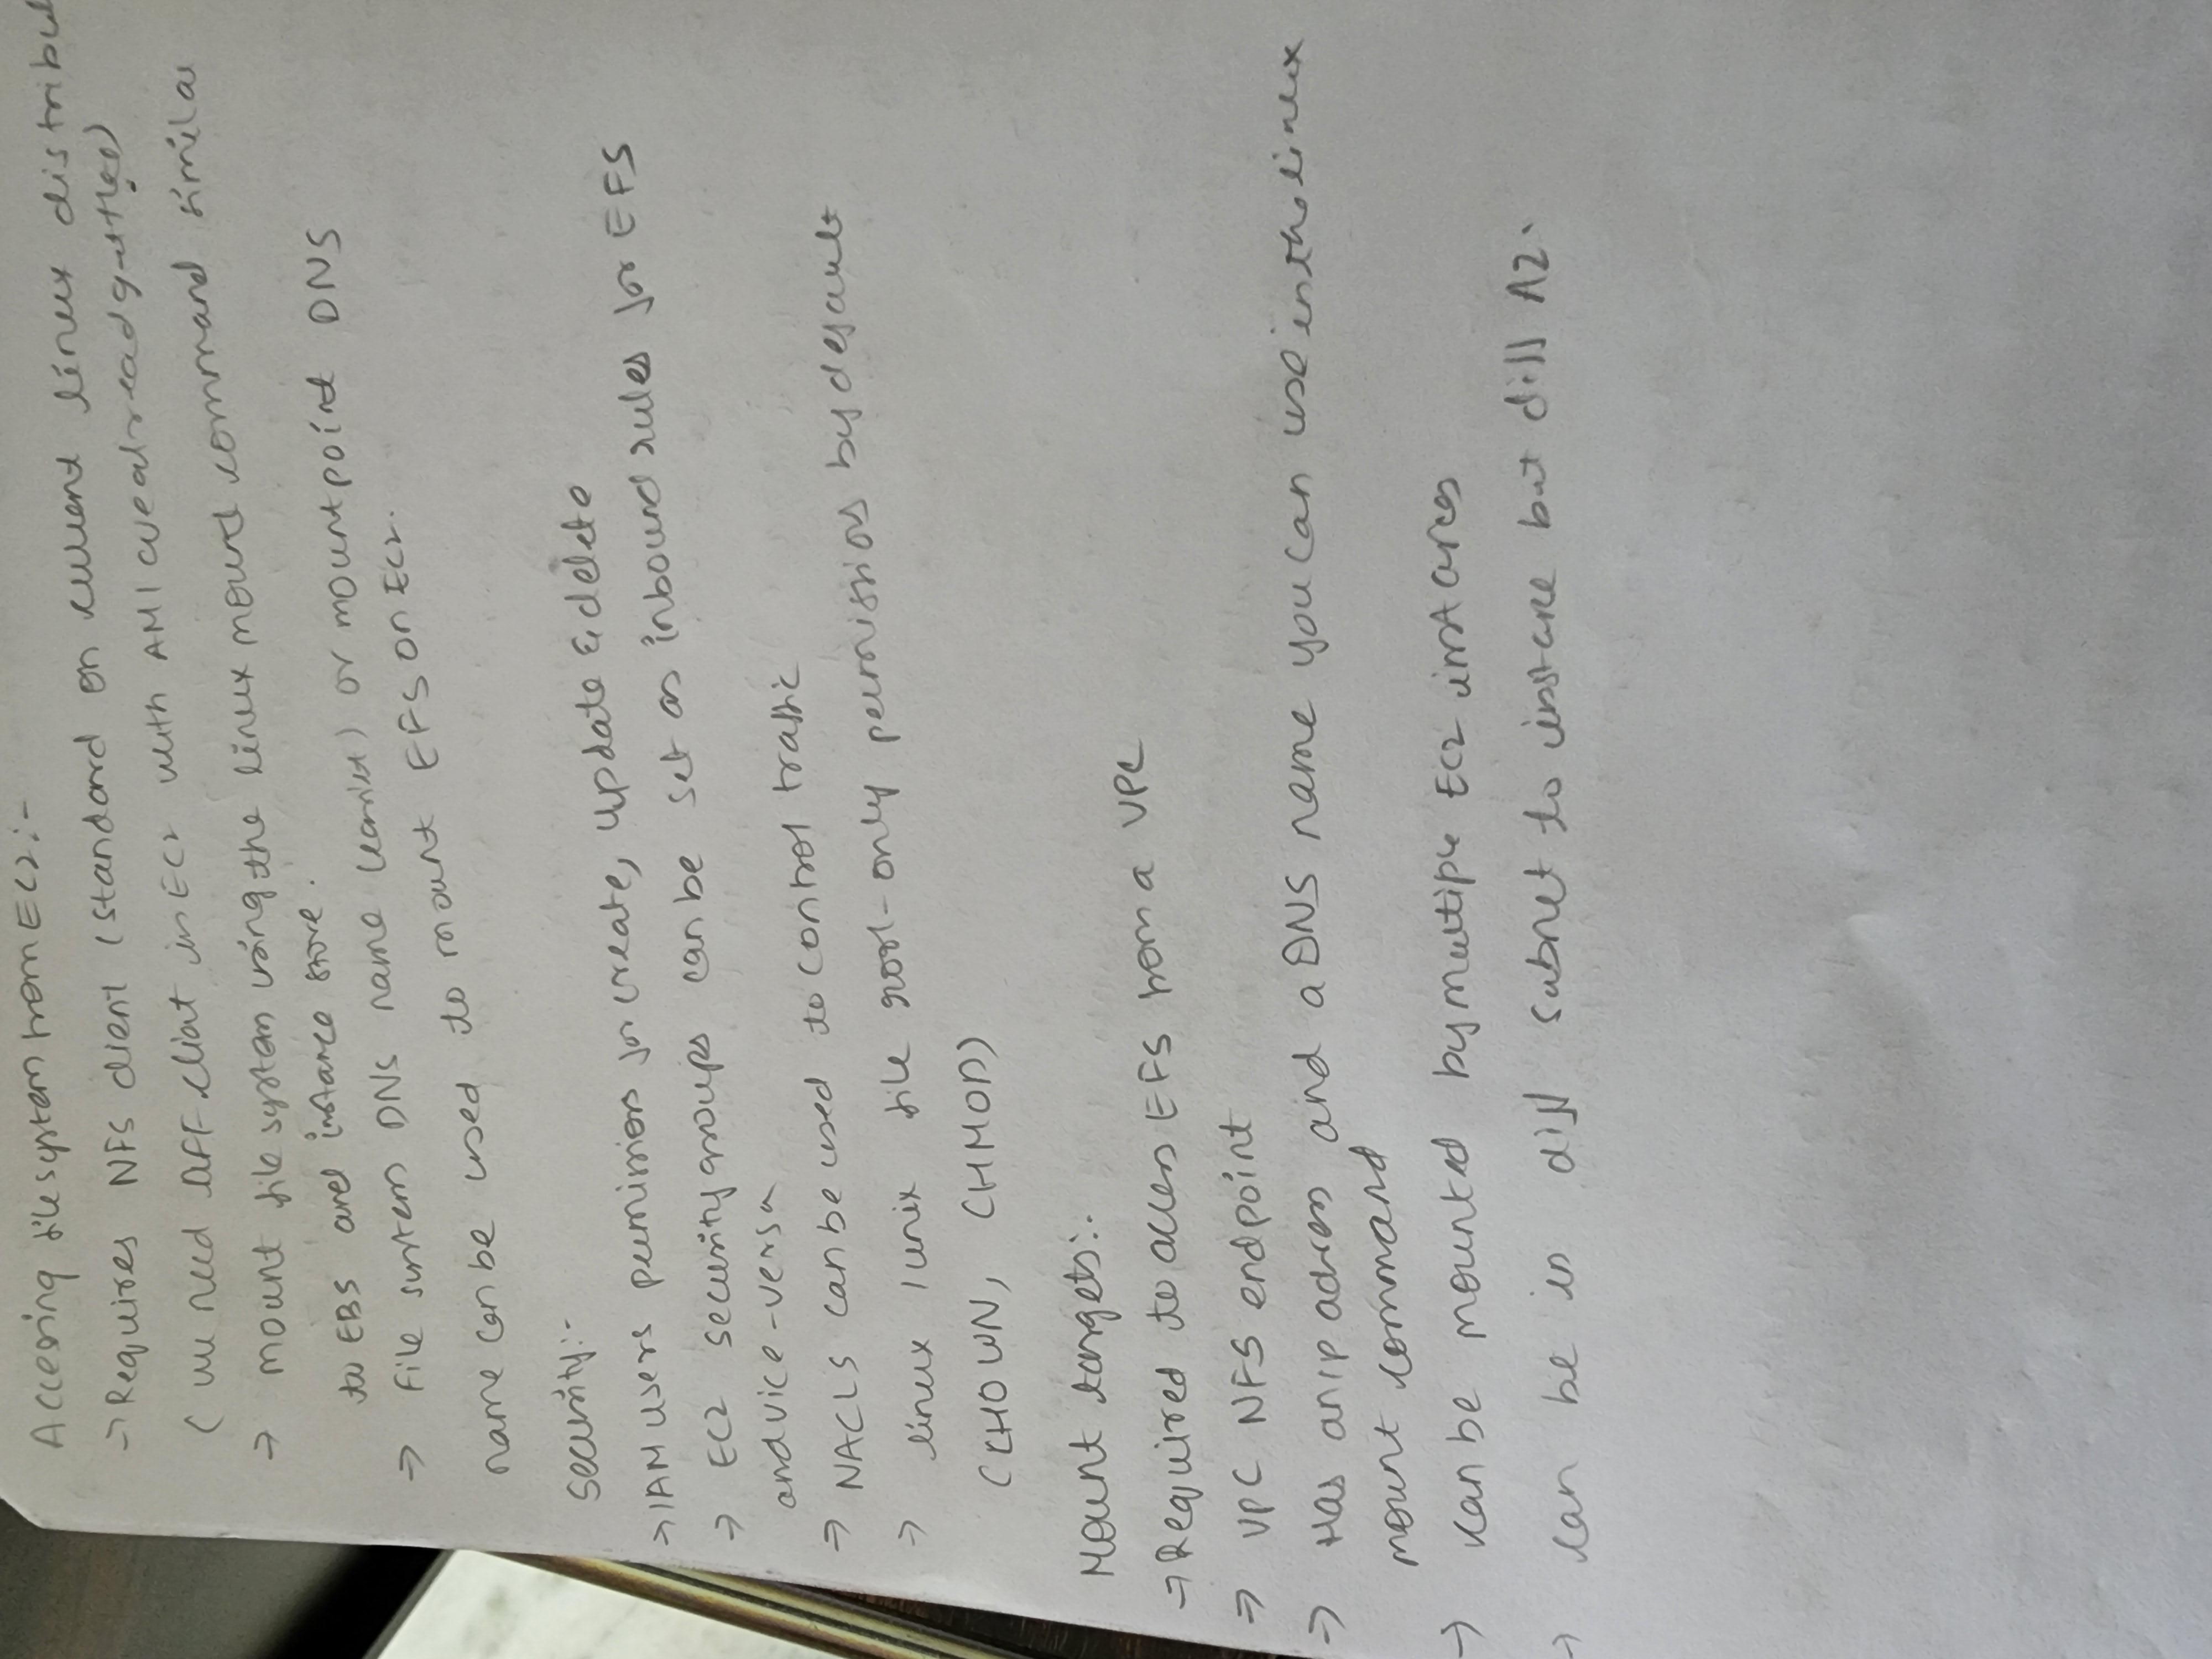 Accessing file system from EC2:-
→ Requires NFS client (standard on current linux distribut
( we need client in EC2 with AMI we already get
→ mount file system using the linux mount command similar
to EBS and instance store.
→ File system DNS name (easiest) or mount point DNS
name can be used to mount EFS on EC2.
Security:-
→ IAM users permissions for create, update & delete
→ EC2 security groups can be set as inbound rules for EFS
and vice-versa
→ NACLS can be used to control traffic
→ linux / unix file root-only permissions by default
(CHOWN, CHMOD)
Mount targets:-
→ Required to access EFS from a VPC
→ VPC NFS endpoint
→ Has an ip adress and a DNS name you can use in the linux
mount command
→ can be mounted by multiple EC2 instances
→ can be in diff subnet to instance but diff AZ.